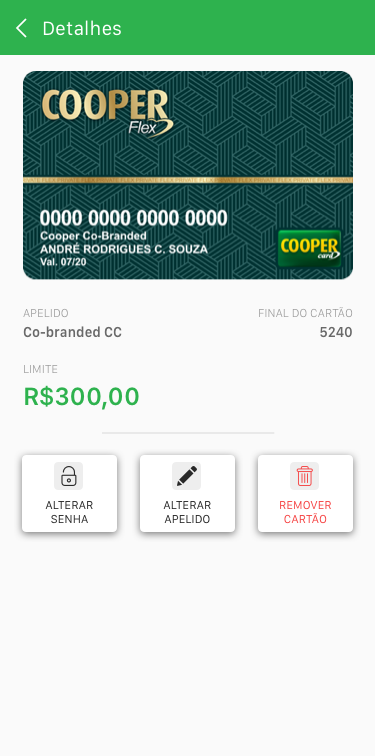 Detalhes
COOPER
Flex
0000 0000 0000 0000
Cooper Co-Branded
ANDRÉ RODRIGUES C. SOUZA
Val. 07/20
COOPER
card
APELIDO
FINAL DO CARTÃO
Co-branded CC
5240
LIMITE
R$300,00
ALTERAR
SENHA
ALTERAR
APELIDO
REMOVER
CARTÃO